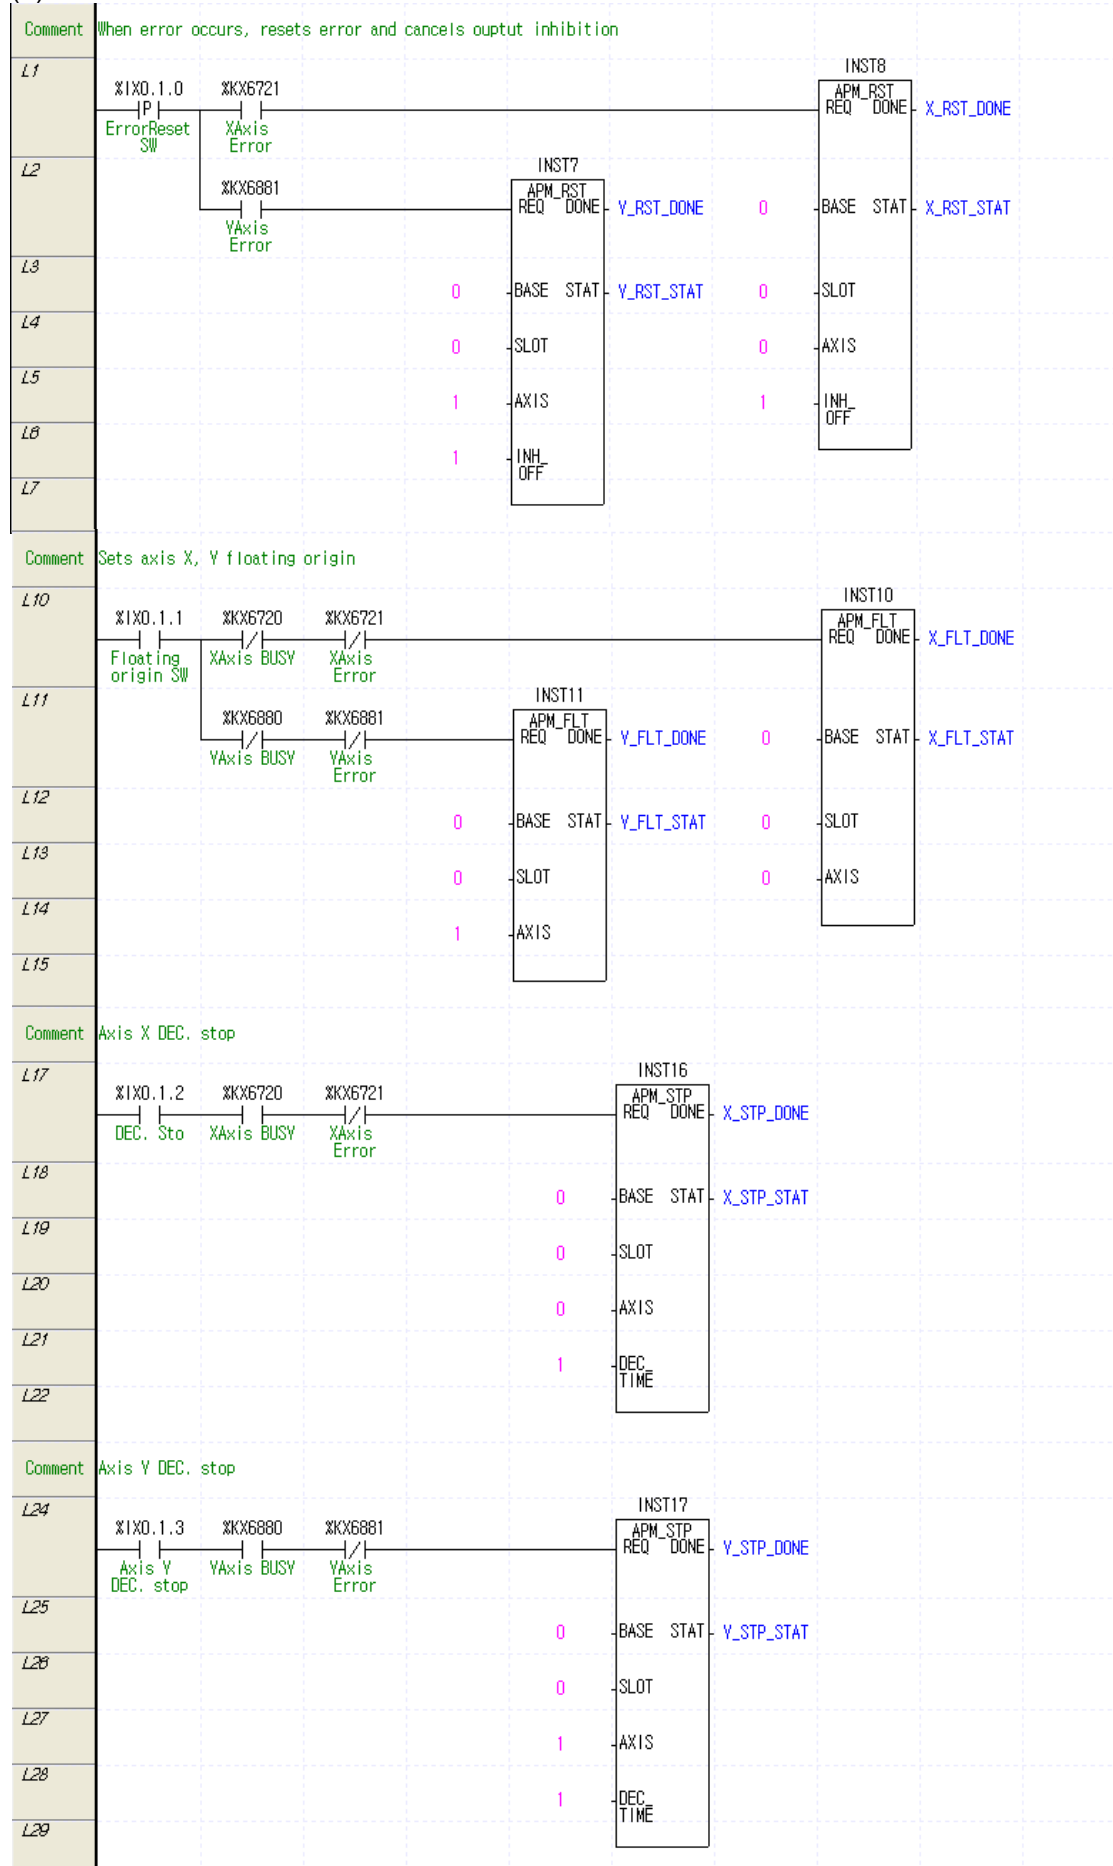 Comment When error occurs, resets error and cancels ouptut inhibition
L1
INST8
%IX0.1.0 %KX6721 APM_RST
P REQ DONE X_RST_DONE
ErrorReset XAxis
SW Error
L2
INST7
%KX6881 APM_RST
REQ DONE Y_RST_DONE 0 BASE STAT X_RST_STAT
YAxis
Error
L3
0 BASE STAT Y_RST_STAT 0 SLOT
L4
0 SLOT 0 AXIS
L5
1 AXIS 1 INH_
OFF
L6
1 INH_
OFF
L7
Comment Sets axis X, Y floating origin
L10
INST10
%IX0.1.1 %KX6720 %KX6721 APM_FLT
REQ DONE X_FLT_DONE
Floating XAxis BUSY XAxis
origin SW Error
L11
INST11
%KX6880 %KX6881 APM_FLT
REQ DONE Y_FLT_DONE 0 BASE STAT X_FLT_STAT
YAxis BUSY YAxis
Error
L12
0 BASE STAT Y_FLT_STAT 0 SLOT
L13
0 SLOT 0 AXIS
L14
1 AXIS
L15
Comment Axis X DEC. stop
L17
INST16
%IX0.1.2 %KX6720 %KX6721 APM_STP
REQ DONE X_STP_DONE
DEC. Sto XAxis BUSY XAxis
Error
L18
0 BASE STAT X_STP_STAT
L19
0 SLOT
L20
0 AXIS
L21
1 DEC_
TIME
L22
Comment Axis Y DEC. stop
L24
INST17
%IX0.1.3 %KX6880 %KX6881 APM_STP
REQ DONE Y_STP_DONE
Axis Y YAxis BUSY YAxis
DEC. stop Error
L25
0 BASE STAT Y_STP_STAT
L26
0 SLOT
L27
1 AXIS
L28
1 DEC_
TIME
L29